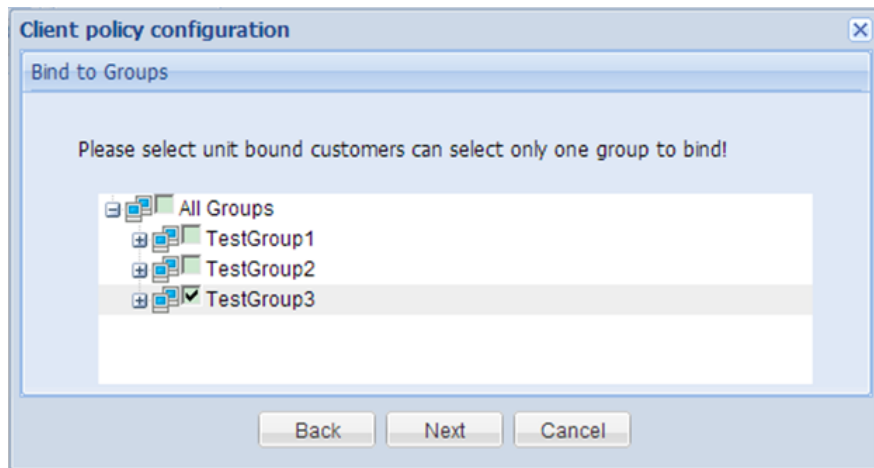 Client policy configuration
Bind to Groups
Please select unit bound customers can select only one group to bind!
All Groups
TestGroup1
TestGroup2
TestGroup3
Back Next Cancel